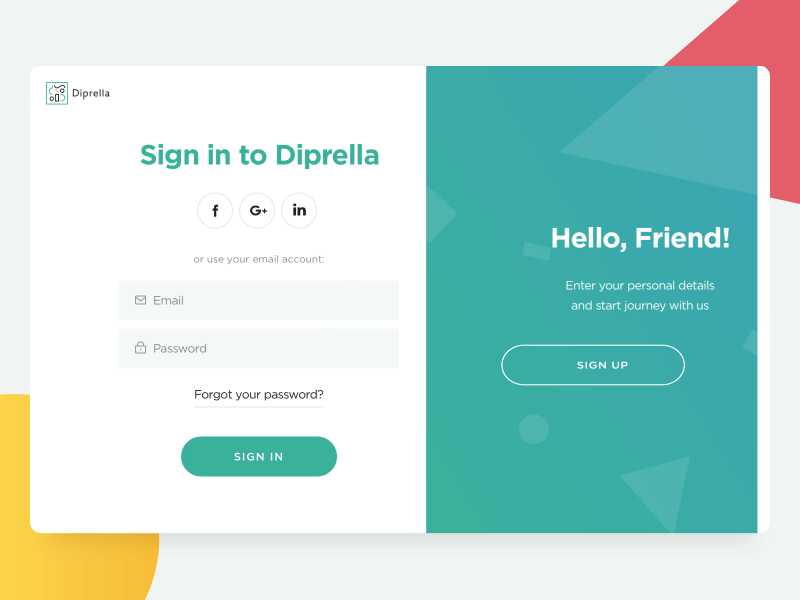 Diprella
Sign in to Diprella
f
G+
in
or use your email account:
Email
Password
Forgot your password?
SIGN IN
Hello, Friend!
Enter your personal details
and start journey with us
SIGN UP